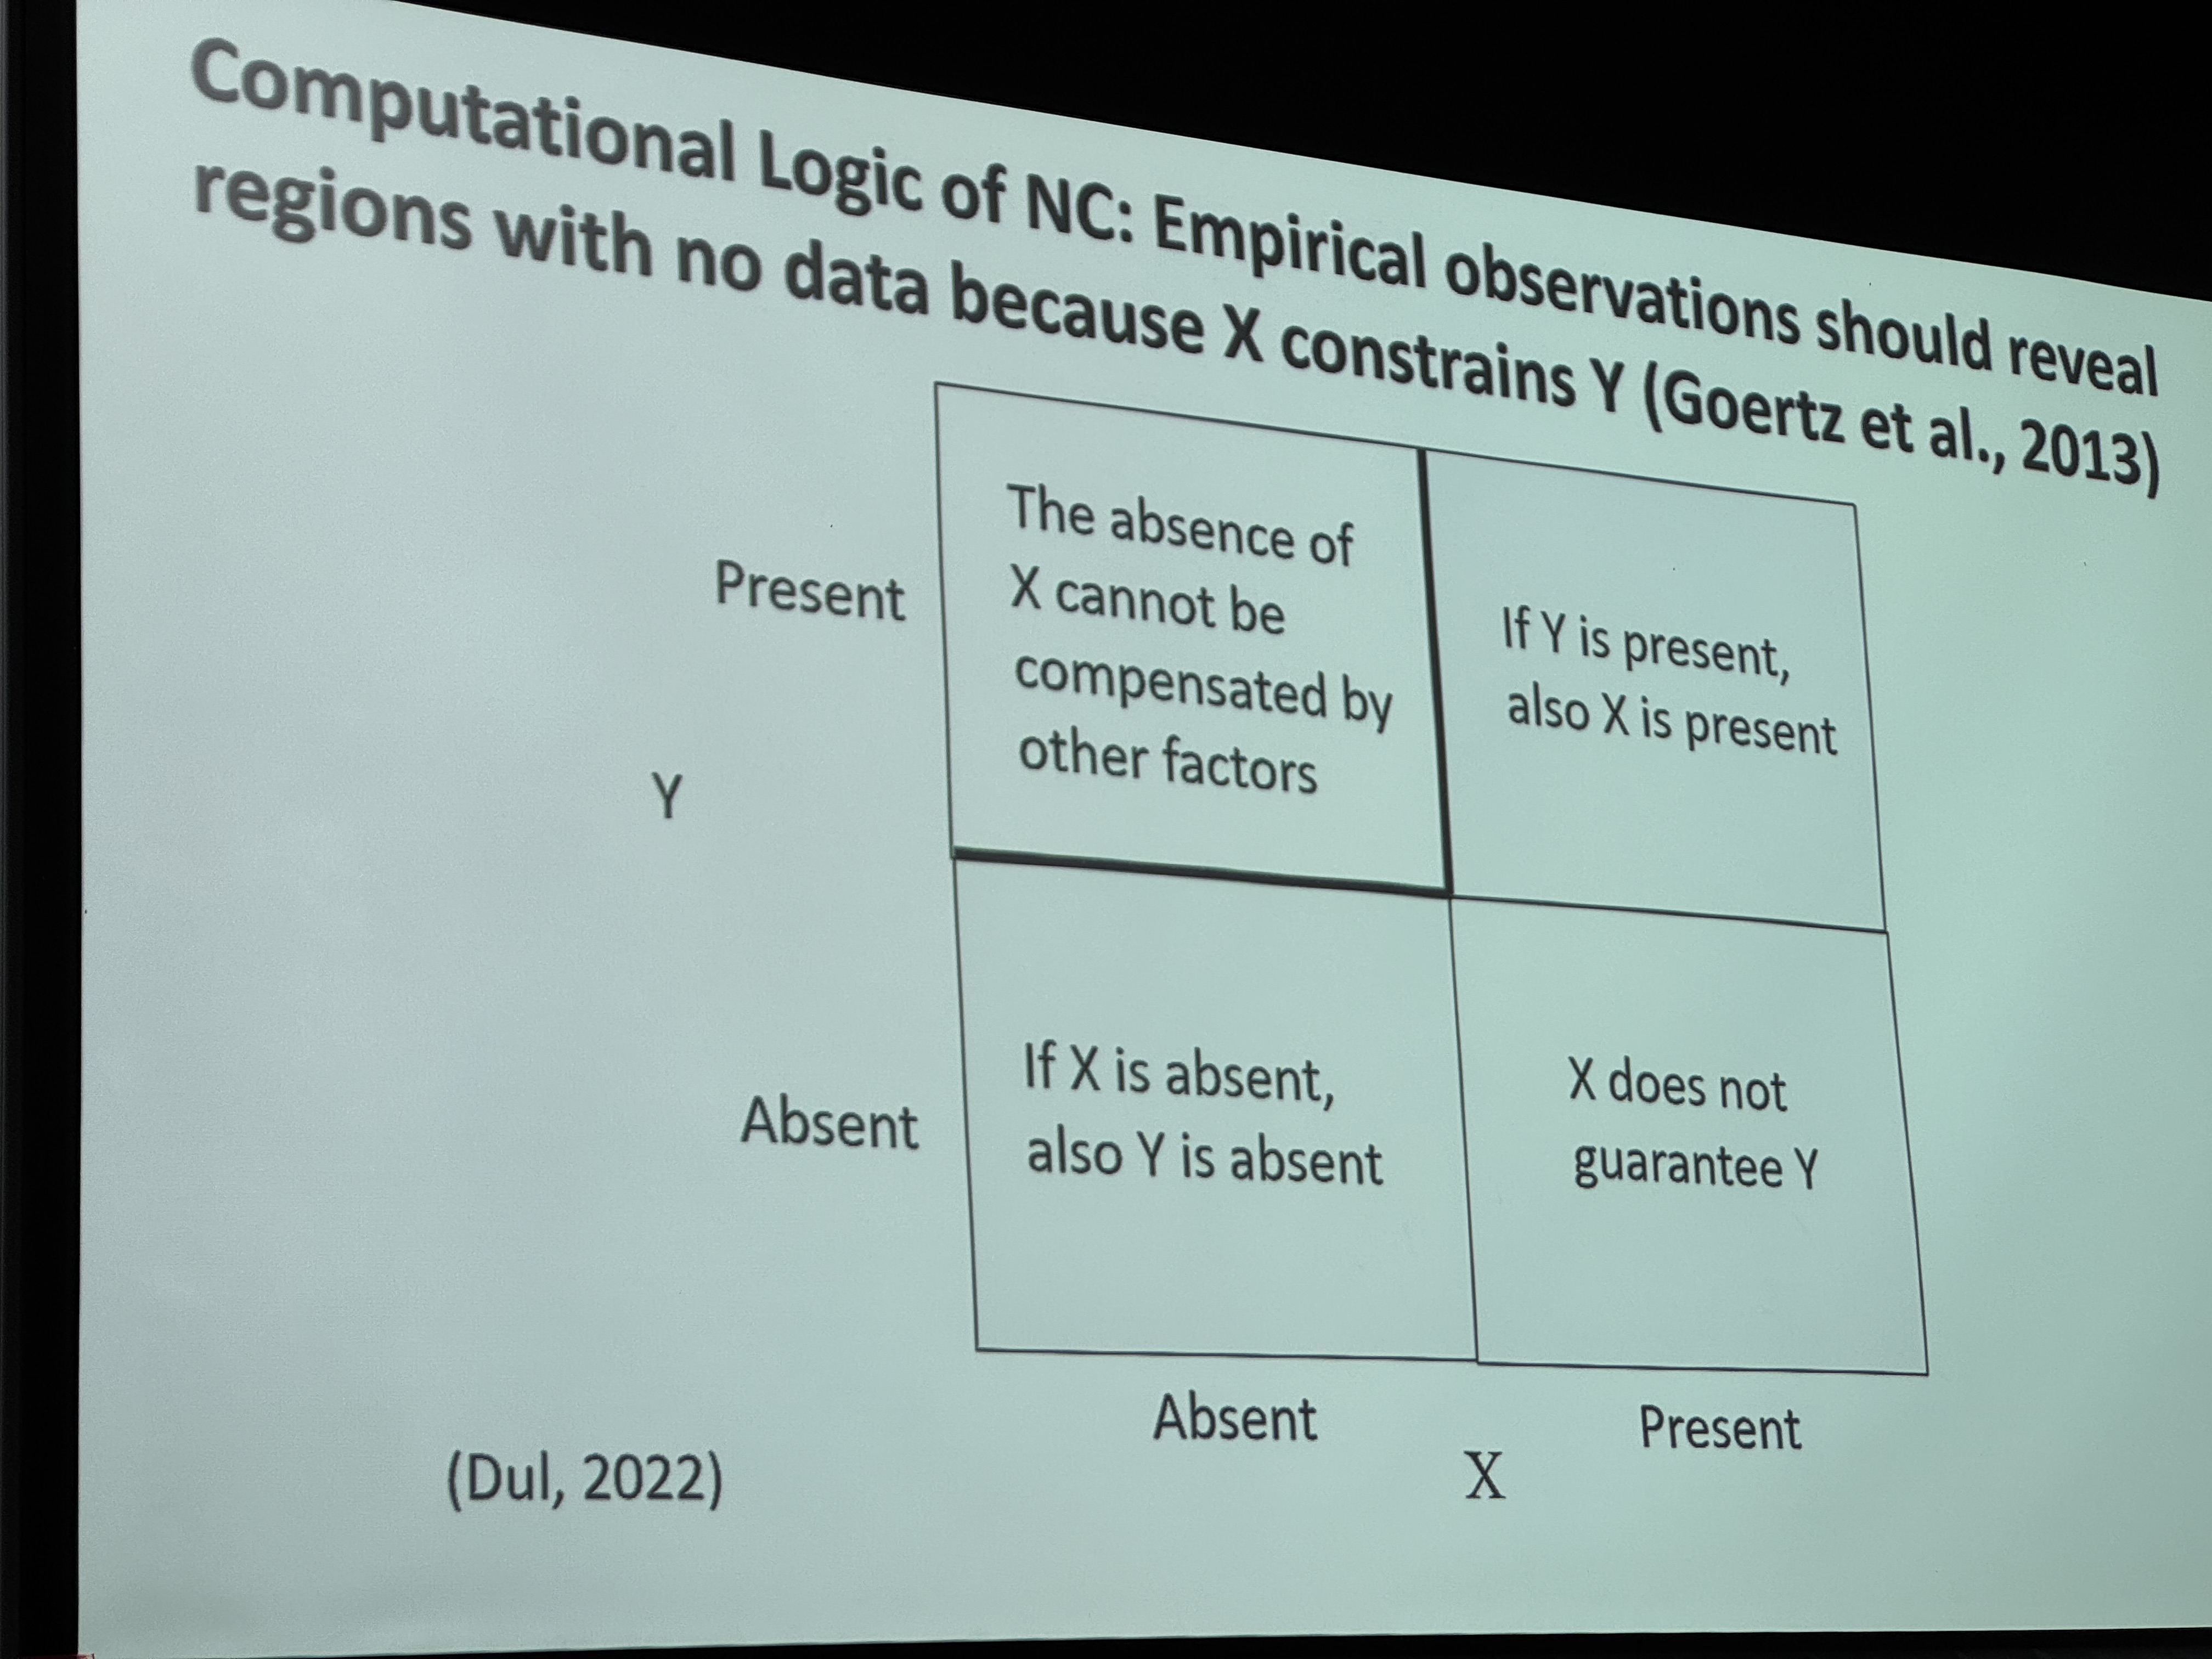 Computational Logic of NC: Empirical observations should reveal
regions with no data because X constrains Y (Goertz et al., 2013)
Present
The absence of
X cannot be
compensated by
other factors
If Y is present,
also X is present
Y
Absent
If X is absent,
also Y is absent
X does not
guarantee Y
Absent
Present
X
(Dul, 2022)